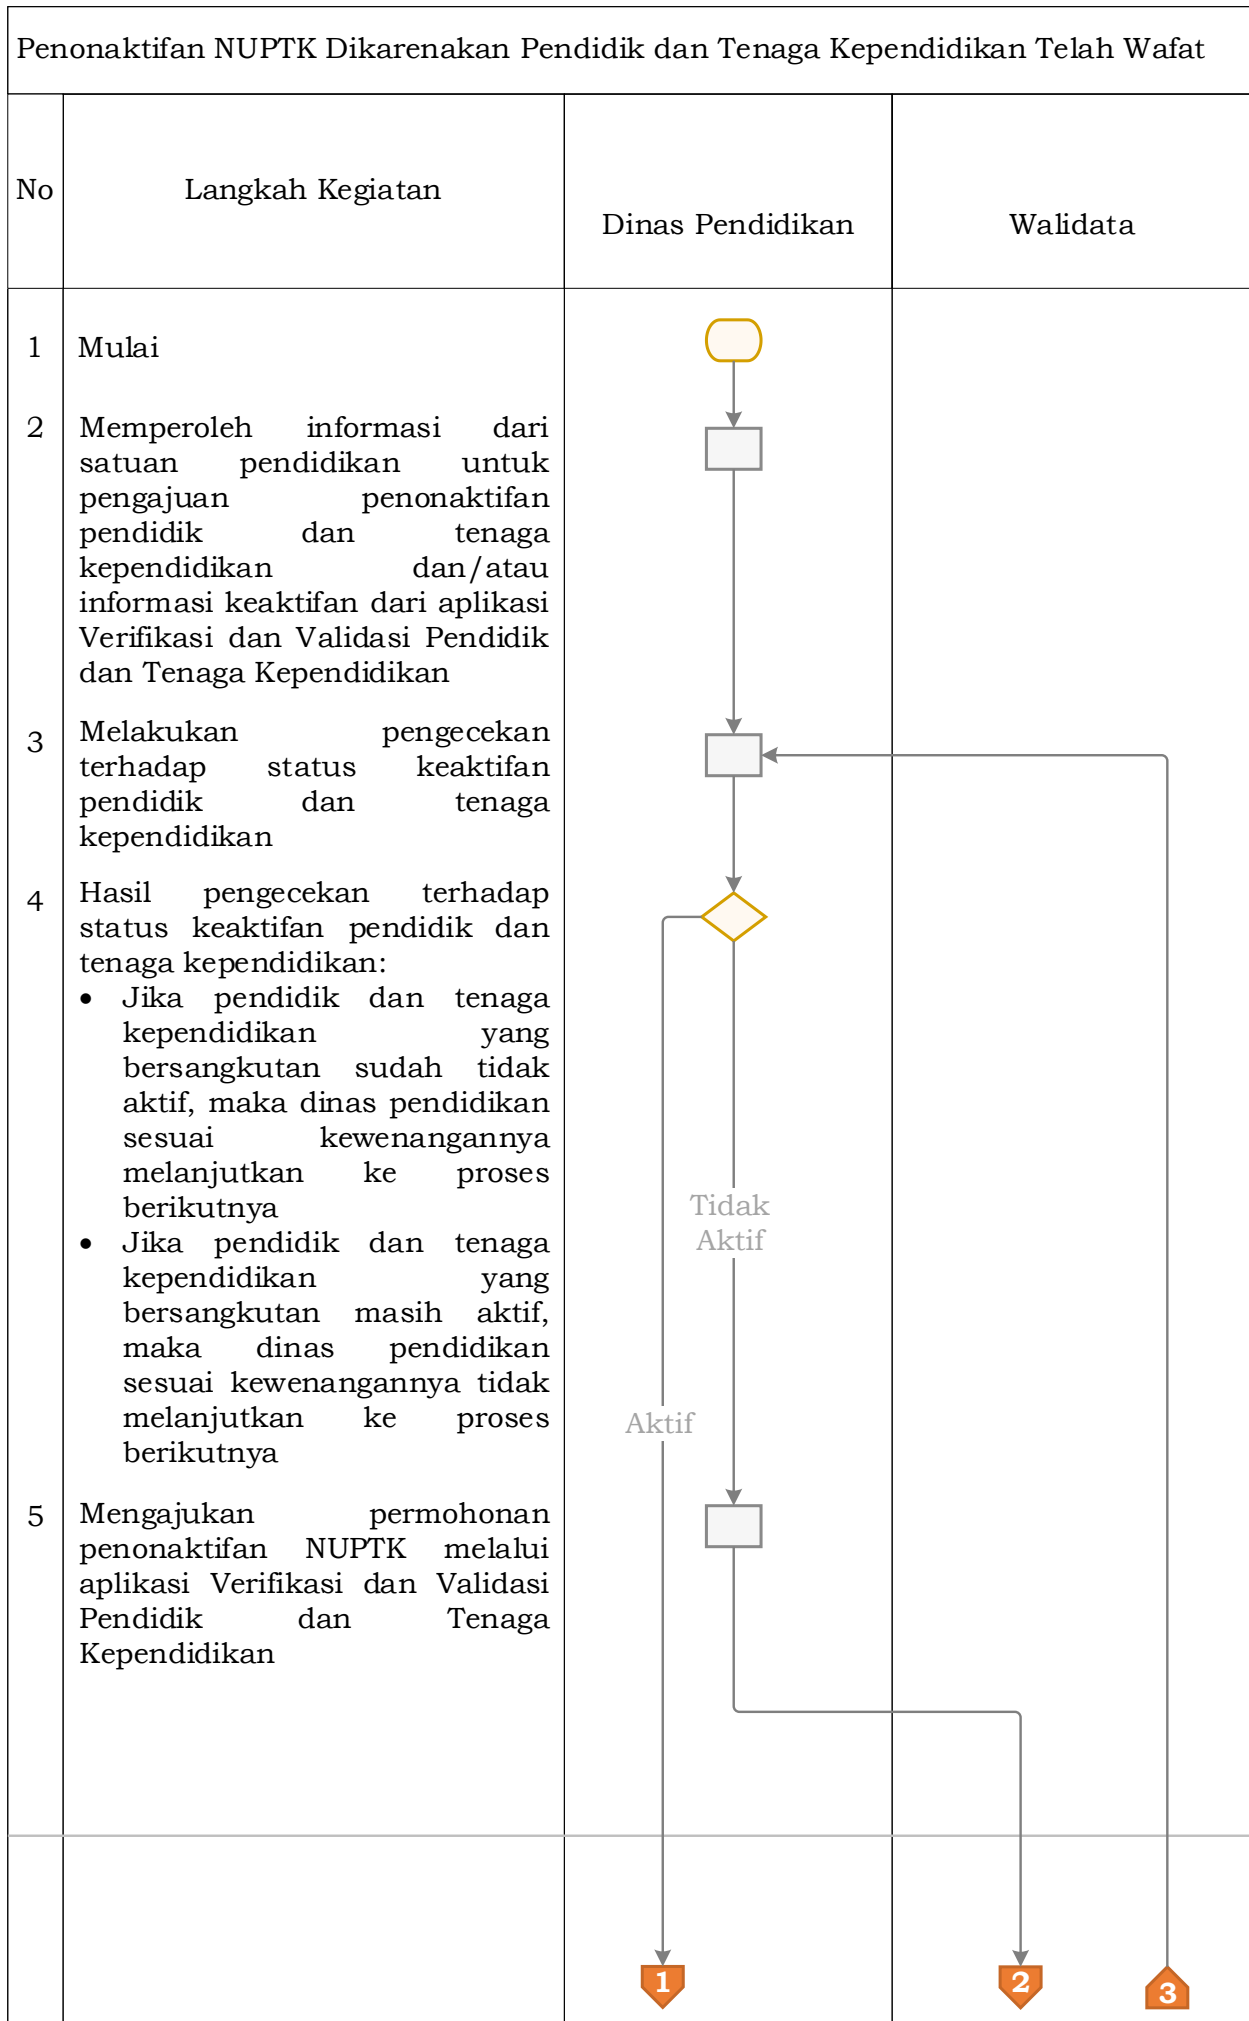 Penonaktifan NUPTK Dikarenakan Pendidik dan Tenaga Kependidikan Telah Wafat
No
Langkah Kegiatan
Dinas Pendidikan
Walidata
1
Mulai
2
Memperoleh informasi dari
satuan pendidikan untuk
pengajuan penonaktifan
pendidik dan tenaga
kependidikan dan/atau
informasi keaktifan dari aplikasi
Verifikasi dan Validasi Pendidik
dan Tenaga Kependidikan
3
Melakukan pengecekan
terhadap status keaktifan
pendidik dan tenaga
kependidikan
4
Hasil pengecekan terhadap
status keaktifan pendidik dan
tenaga kependidikan:
• Jika pendidik dan tenaga
kependidikan yang
bersangkutan sudah tidak
aktif, maka dinas pendidikan
sesuai kewenangannya
melanjutkan ke proses
berikutnya
• Jika pendidik dan tenaga
kependidikan yang
bersangkutan masih aktif,
maka dinas pendidikan
sesuai kewenangannya tidak
melanjutkan ke proses
berikutnya
Tidak
Aktif
Aktif
5
Mengajukan permohonan
penonaktifan NUPTK melalui
aplikasi Verifikasi dan Validasi
Pendidik dan Tenaga
Kependidikan
1
2
3